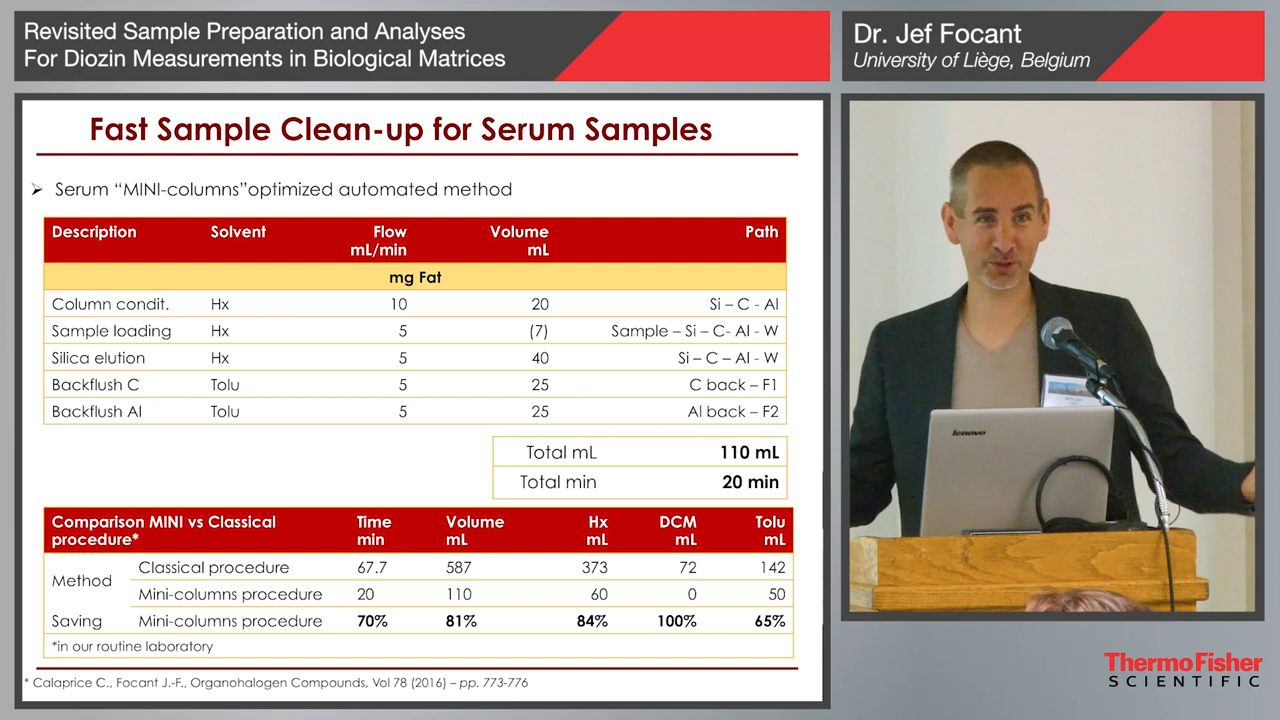 Revisited Sample Preparation and Analyses
For Diozin Measurements in Biological Matrices
Dr. Jef Focant
University of Liège, Belgium
Fast Sample Clean-up for Serum Samples
➢ Serum “MINI-columns”optimized automated method
Description Solvent Flow mL/min Volume mL Path
mg Fat
Column condit. Hx 10 20 Si – C - Al
Sample loading Hx 5 (7) Sample – Si – C- Al - W
Silica elution Hx 5 40 Si – C – Al - W
Backflush C Tolu 5 25 C back – F1
Backflush Al Tolu 5 25 Al back – F2
Total mL 110 mL
Total min 20 min
Comparison MINI vs Classical procedure* Time min Volume mL Hx mL DCM mL Tolu mL
Method Classical procedure 67.7 587 373 72 142
Mini-columns procedure 20 110 60 0 50
Saving Mini-columns procedure 70% 81% 84% 100% 65%
*in our routine laboratory
* Calaprice C., Focant J.-F., Organohalogen Compounds, Vol 78 (2016) – pp. 773-776
lenovo
ThermoFisher
SCIENTIFIC